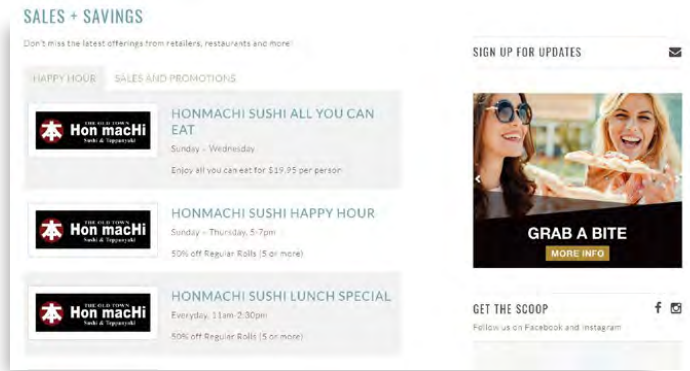 SALES + SAVINGS
Don't miss the latest offerings from retailers, restaurants and more!
HAPPY HOUR
SALES AND PROMOTIONS
THE OLD TOWN
本 Hon macHi
Sushi & Teppanyaki
HONMACHI SUSHI ALL YOU CAN
EAT
Sunday – Wednesday
Enjoy all you can eat for $19.95 per person
THE OLD TOWN
本 Hon macHi
Sushi & Teppanyaki
HONMACHI SUSHI HAPPY HOUR
Sunday – Thursday, 5-7pm
50% off Regular Rolls (5 or more)
THE OLD TOWN
本 Hon macHi
Sushi & Teppanyaki
HONMACHI SUSHI LUNCH SPECIAL
Everyday, 11am-2:30pm
50% off Regular Rolls (5 or more)
SIGN UP FOR UPDATES
GRAB A BITE
MORE INFO
GET THE SCOOP
Follow us on Facebook and Instagram